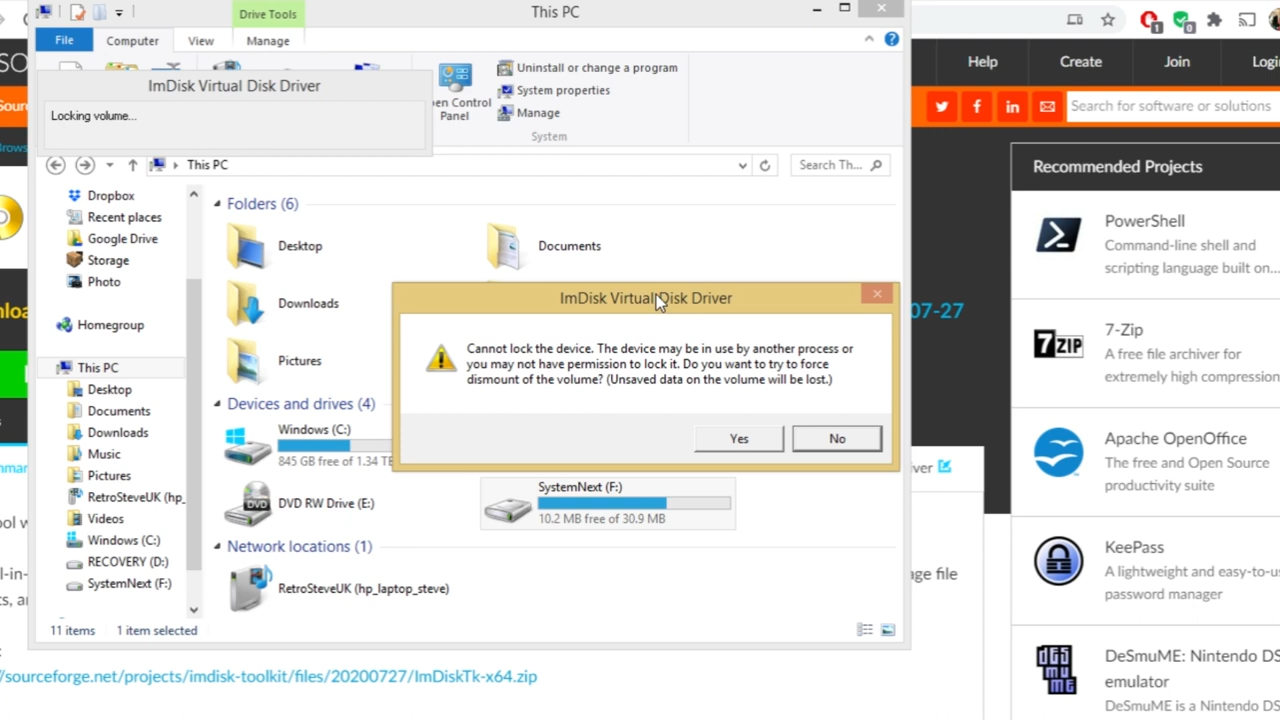 Drive Tools
This PC
File
Computer
View
Manage
ImDisk Virtual Disk Driver
Locking volume...
Control
Panel
Uninstall or change a program
System properties
Manage
System
This PC
Search Th...
Dropbox
Recent places
Google Drive
Storage
Photo
Homegroup
This PC
Desktop
Documents
Downloads
Music
Pictures
RetroSteveUK (hp_
Videos
Windows (C:)
RECOVERY (D:)
SystemNext (F:)
Folders (6)
Desktop
Documents
Downloads
Pictures
Devices and drives (4)
Windows (C:)
845 GB free of 1.34 TE
DVD
DVD RW Drive (E:)
SystemNext (F:)
10.2 MB free of 30.9 MB
Network locations (1)
RetroSteveUK (hp_laptop_steve)
11 items 1 item selected
ImDisk Virtual Disk Driver
Cannot lock the device. The device may be in use by another process or
you may not have permission to lock it. Do you want to try to force
dismount of the volume? (Unsaved data on the volume will be lost.)
Yes
No
1
0
Help
Create
Join
Login
Search for software or solutions
07-27
Recommended Projects
PowerShell
Command-line shell and
scripting language built on...
7ZIP
7-Zip
A free file archiver for
extremely high compression
Apache OpenOffice
The free and Open Source
productivity suite
KeePass
A lightweight and easy-to-us
password manager
DeSmuME: Nintendo DS
emulator
DeSmuME is a Nintendo DS
age file
/sourceforge.net/projects/imdisk-toolkit/files/20200727/ImDiskTk-x64.zip